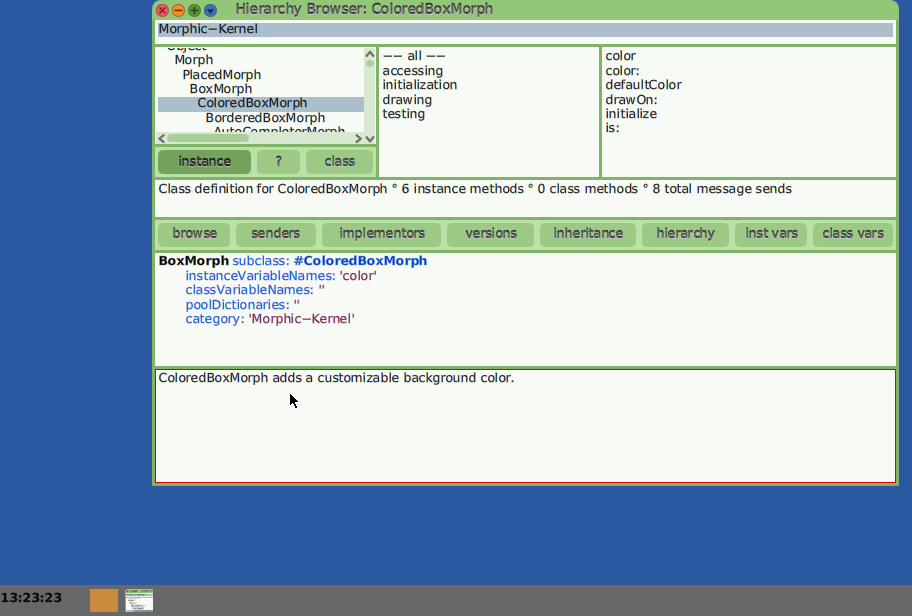 Hierarchy Browser: ColoredBoxMorph
Morphic−Kernel
Object
Morph
PlacedMorph
BoxMorph
ColoredBoxMorph
BorderedBoxMorph
AutoCompleterMorph
−− all −−
accessing
initialization
drawing
testing
color
color:
defaultColor
drawOn:
initialize
is:
instance ? class
Class definition for ColoredBoxMorph ° 6 instance methods ° 0 class methods ° 8 total message sends
browse senders implementors versions inheritance hierarchy inst vars class vars
BoxMorph subclass: #ColoredBoxMorph
instanceVariableNames: 'color'
classVariableNames: ''
poolDictionaries: ''
category: 'Morphic−Kernel'
ColoredBoxMorph adds a customizable background color.
13:23:23